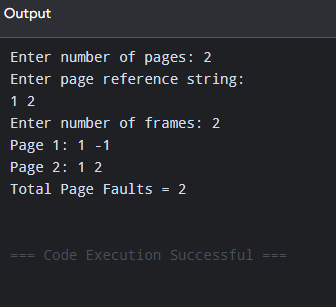 Output
Enter number of pages: 2
Enter page reference string:
1 2
Enter number of frames: 2
Page 1: 1 -1
Page 2: 1 2
Total Page Faults = 2
=== Code Execution Successful ===